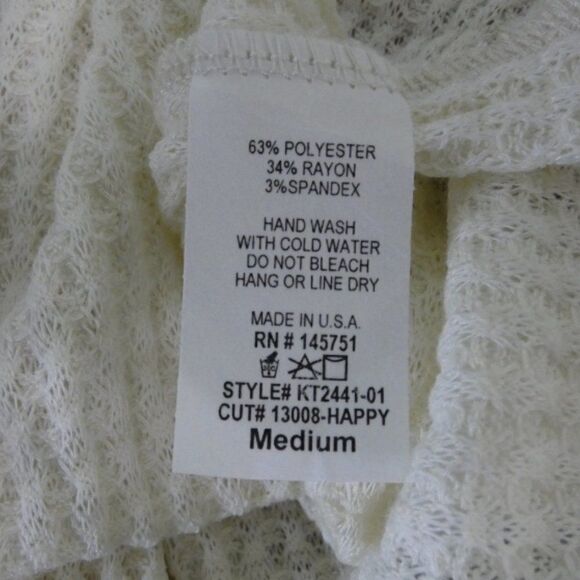 63% POLYESTER
34% RAYON
3%SPANDEX
HAND WASH
WITH COLD WATER
DO NOT BLEACH
HANG OR LINE DRY
MADE IN U.S.A.
RN # 145751
STYLE# KT2441-01
CUT# 13008-HAPPY
Medium